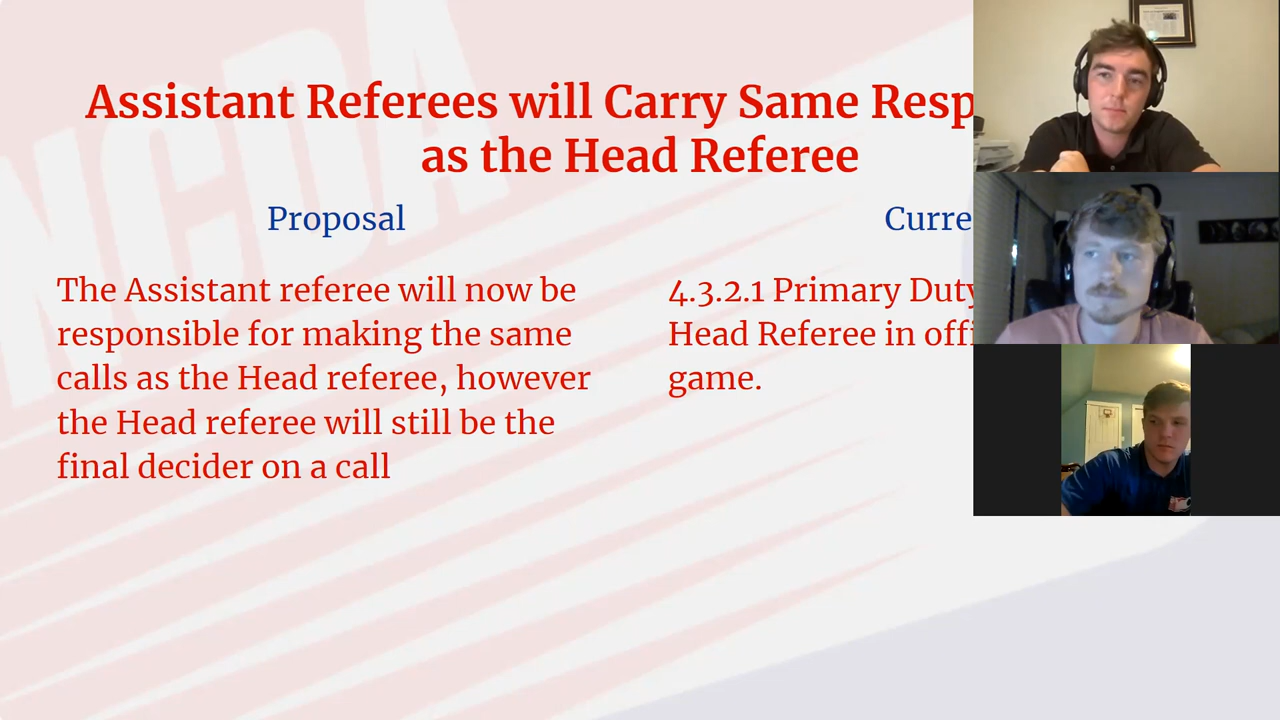 Assistant Referees will Carry Same Resp
as the Head Referee
Proposal
Curre
The Assistant referee will now be
responsible for making the same
calls as the Head referee, however
the Head referee will still be the
final decider on a call
4.3.2.1 Primary Duty
Head Referee in offi
game.
NCDA